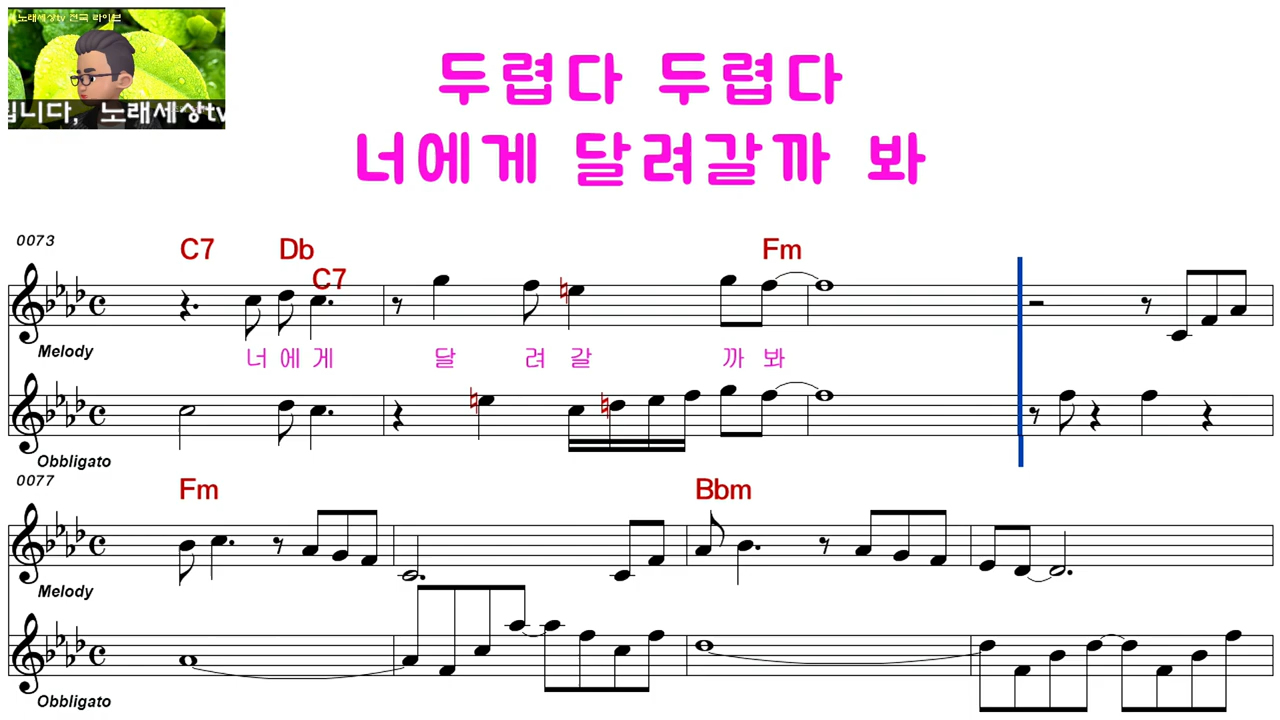 노래세상tv 전국 라이브
립니다, 노래세상tv
두렵다 두렵다
너에게 달려갈까 봐
0073
C7 Db C7 Fm
Melody
너 에 게 달 려 갈 까 봐
Obbligato
0077
Fm Bbm
Melody
Obbligato